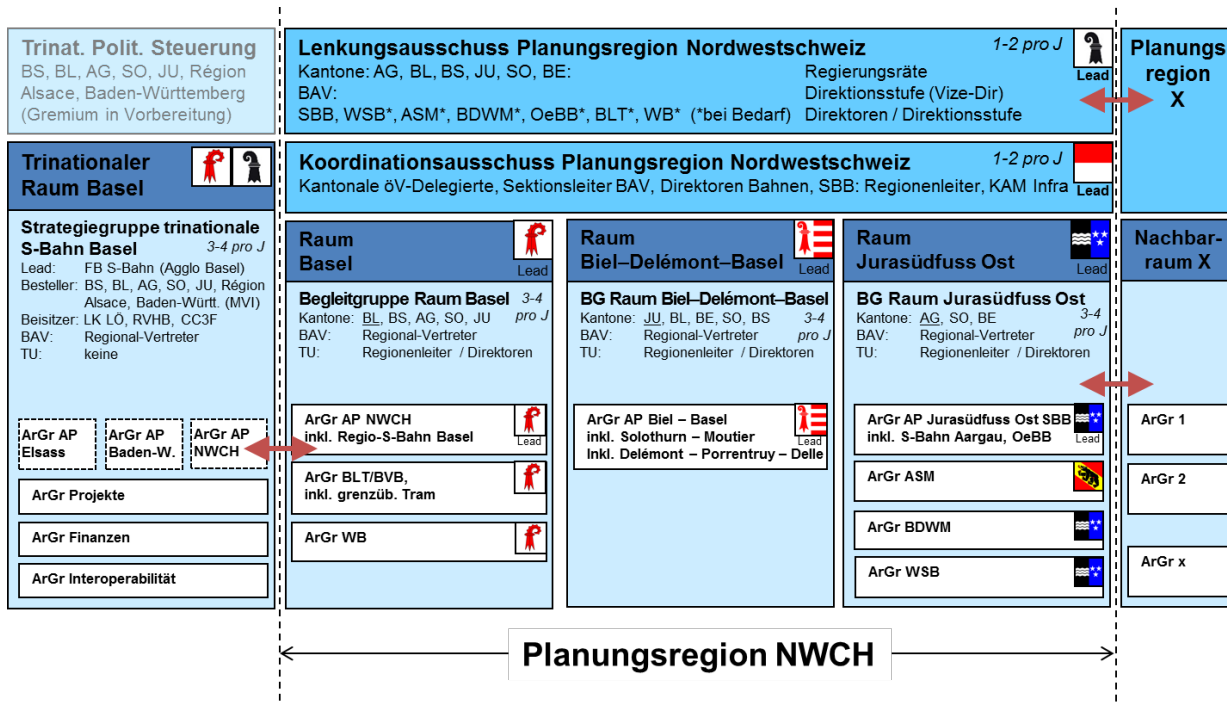 Trinat. Polit. Steuerung
BS, BL, AG, SO, JU, Région
Alsace, Baden-Württemberg
(Gremium in Vorbereitung)
Lenkungsausschuss Planungsregion Nordwestschweiz 1-2 pro J
Kantone: AG, BL, BS, JU, SO, BE: Regierungsräte
BAV: Direktionsstufe (Vize-Dir)
SBB, WSB*, ASM*, BDWM*, OeBB*, BLT*, WB* (*bei Bedarf) Direktoren / Direktionsstufe
Lead
Planungs
region
X
Trinationaler
Raum Basel
Koordinationsausschuss Planungsregion Nordwestschweiz 1-2 pro J
Kantonale öV-Delegierte, Sektionsleiter BAV, Direktoren Bahnen, SBB: Regionenleiter, KAM Infra
Lead
Strategiegruppe trinationale
S-Bahn Basel 3-4 pro J
Lead: FB S-Bahn (Agglo Basel)
Besteller: BS, BL, AG, SO, JU, Région
Alsace, Baden-Württ. (MVI)
Beisitzer: LK LÖ, RVHB, CC3F
BAV: Regional-Vertreter
TU: keine
ArGr AP
Elsass
ArGr AP
Baden-W.
ArGr AP
NWCH
ArGr Projekte
ArGr Finanzen
ArGr Interoperabilität
Raum
Basel
Lead
Begleitgruppe Raum Basel 3-4
Kantone: BL, BS, AG, SO, JU pro J
BAV: Regional-Vertreter
TU: Regionenleiter / Direktoren
ArGr AP NWCH
inkl. Regio-S-Bahn Basel
Lead
ArGr BLT/BVB,
inkl. grenzüb. Tram
ArGr WB
Raum
Biel–Delémont–Basel
Lead
BG Raum Biel–Delémont–Basel
Kantone: JU, BL, BE, SO, BS 3-4
BAV: Regional-Vertreter pro J
TU: Regionenleiter / Direktoren
ArGr AP Biel – Basel
inkl. Solothurn – Moutier
Inkl. Delémont – Porrentruy – Delle
Lead
Raum
Jurasüdfuss Ost
Lead
BG Raum Jurasüdfuss Ost
Kantone: AG, SO, BE 3-4
BAV: Regional-Vertreter pro J
TU: Regionenleiter / Direktoren
ArGr AP Jurasüdfuss Ost SBB
inkl. S-Bahn Aargau, OeBB
Lead
ArGr ASM
ArGr BDWM
ArGr WSB
Nachbar-
raum X
ArGr 1
ArGr 2
ArGr x
Planungsregion NWCH